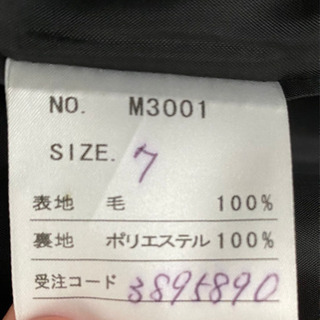 NO. M3001
SIZE. 7
表地 毛 100%
裏地 ポリエステル 100%
受注コード 3895890